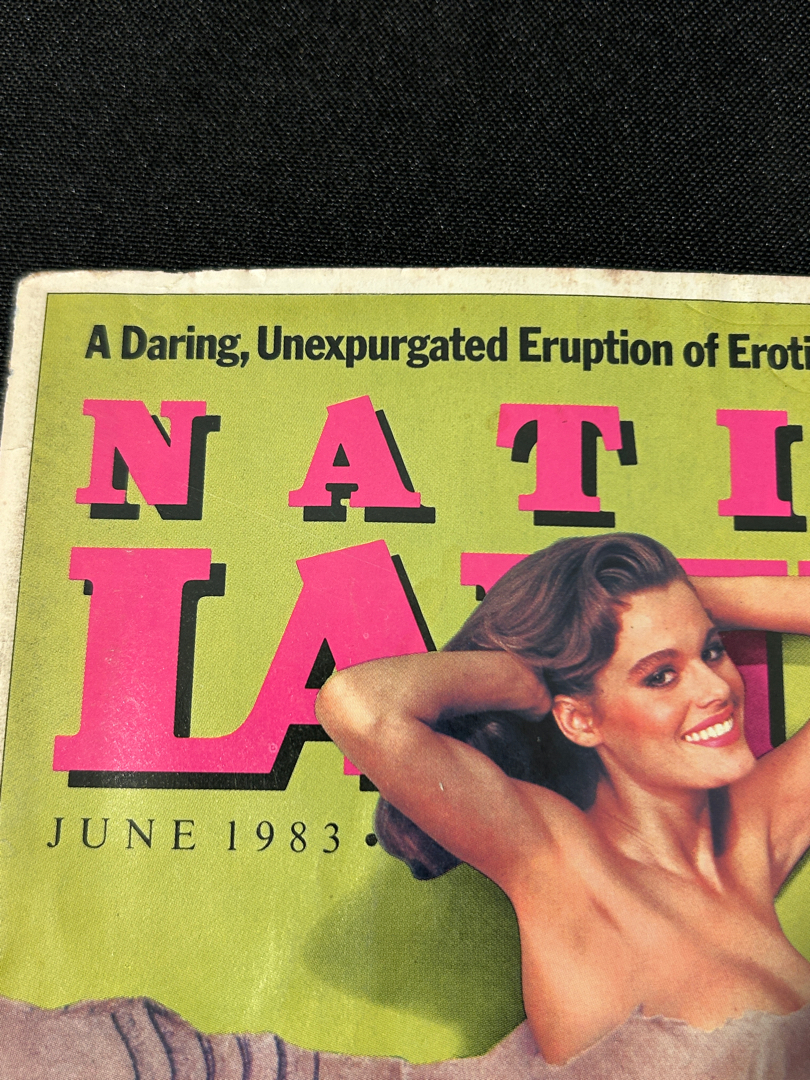 A Daring, Unexpurgated Eruption of Eroti
NATI
LA
JUNE 1983 •